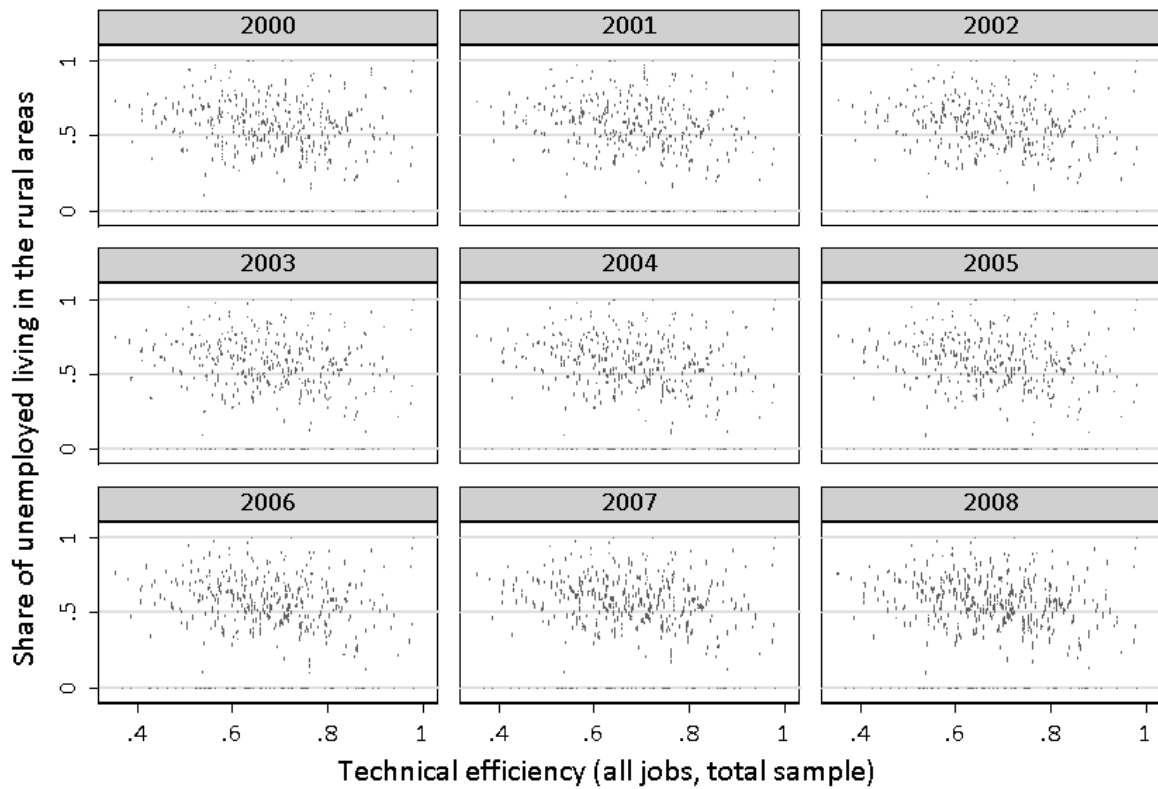 2000 2001 2002
Share of unemployed living in the rural areas
1
.5
0
2003 2004 2005
1
.5
0
2006 2007 2008
1
.5
0
.4 .6 .8 1 .4 .6 .8 1 .4 .6 .8 1
Technical efficiency (all jobs, total sample)